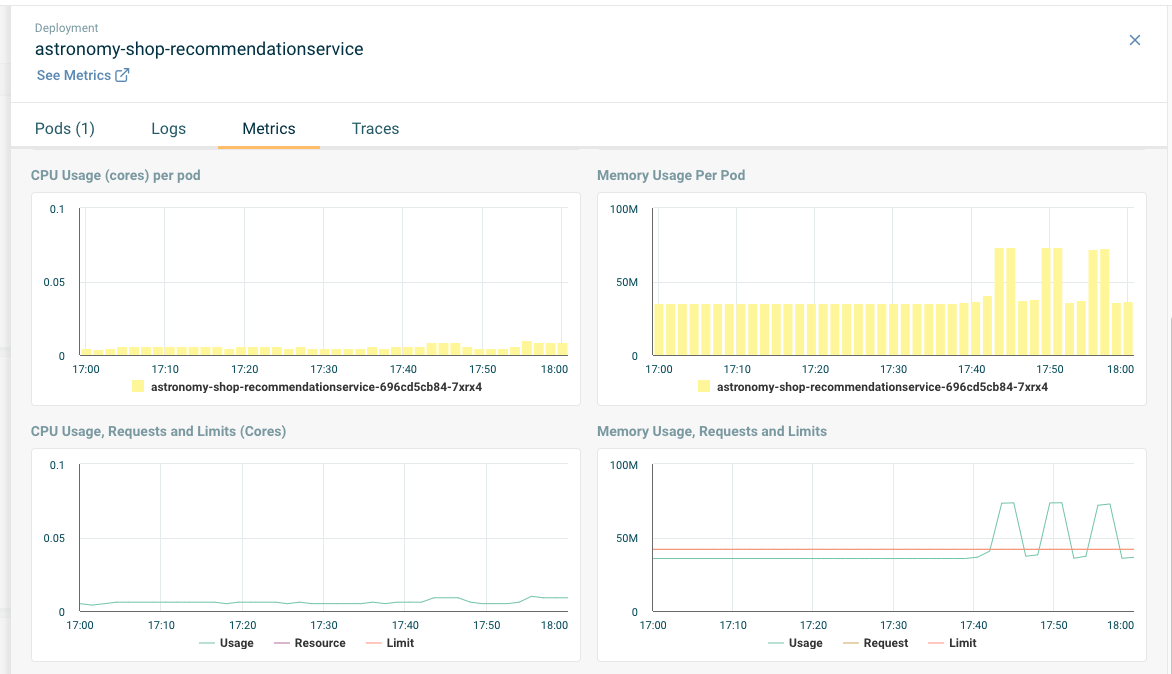 Deployment
astronomy-shop-recommendationservice
See Metrics
Pods (1) Logs Metrics Traces
CPU Usage (cores) per pod
0.1
0.05
0
17:00 17:10 17:20 17:30 17:40 17:50 18:00
astronomy-shop-recommendationservice-696cd5cb84-7xrx4
Memory Usage Per Pod
100M
50M
0
17:00 17:10 17:20 17:30 17:40 17:50 18:00
astronomy-shop-recommendationservice-696cd5cb84-7xrx4
CPU Usage, Requests and Limits (Cores)
0.1
0.05
0
17:00 17:10 17:20 17:30 17:40 17:50 18:00
Usage Resource Limit
Memory Usage, Requests and Limits
100M
50M
0
17:00 17:10 17:20 17:30 17:40 17:50 18:00
Usage Request Limit